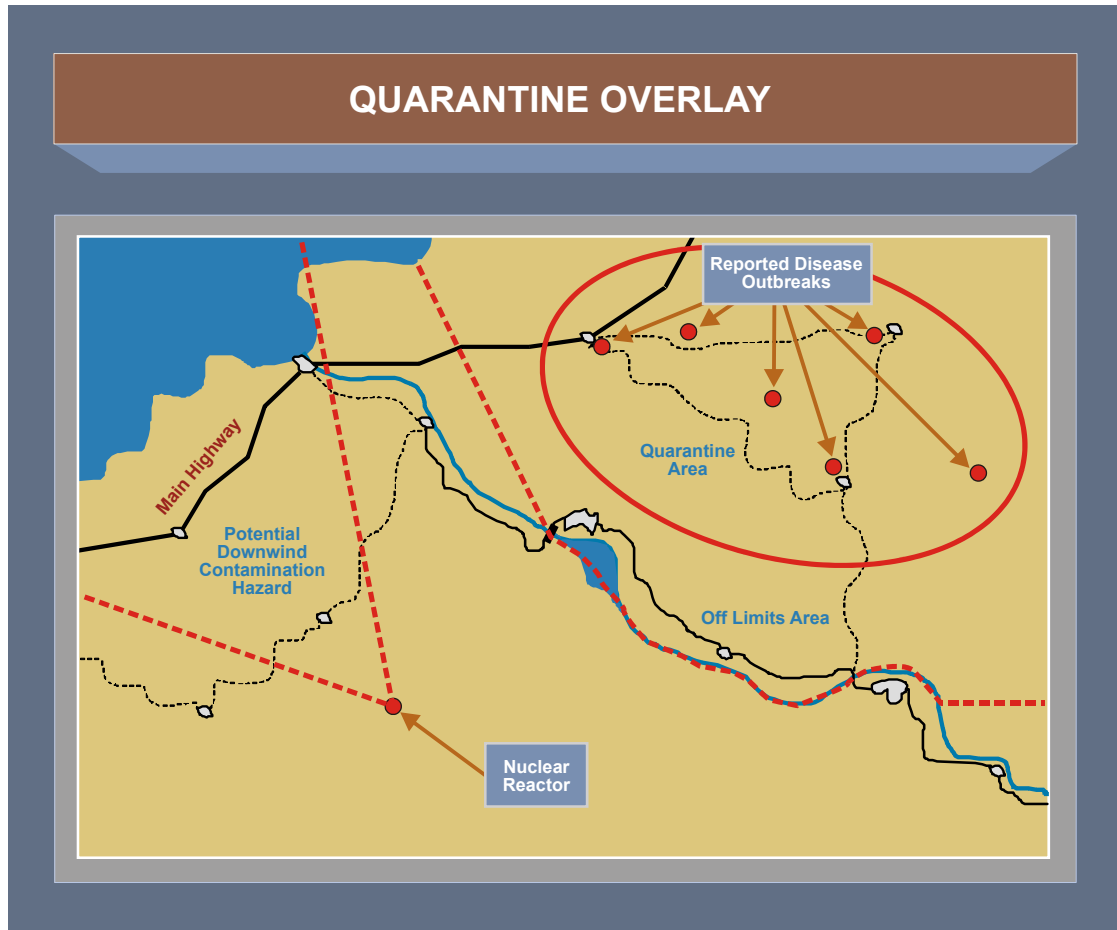 QUARANTINE OVERLAY
Reported Disease
Outbreaks
Quarantine
Area
Main Highway
Potential
Downwind
Contamination
Hazard
Off Limits Area
Nuclear
Reactor